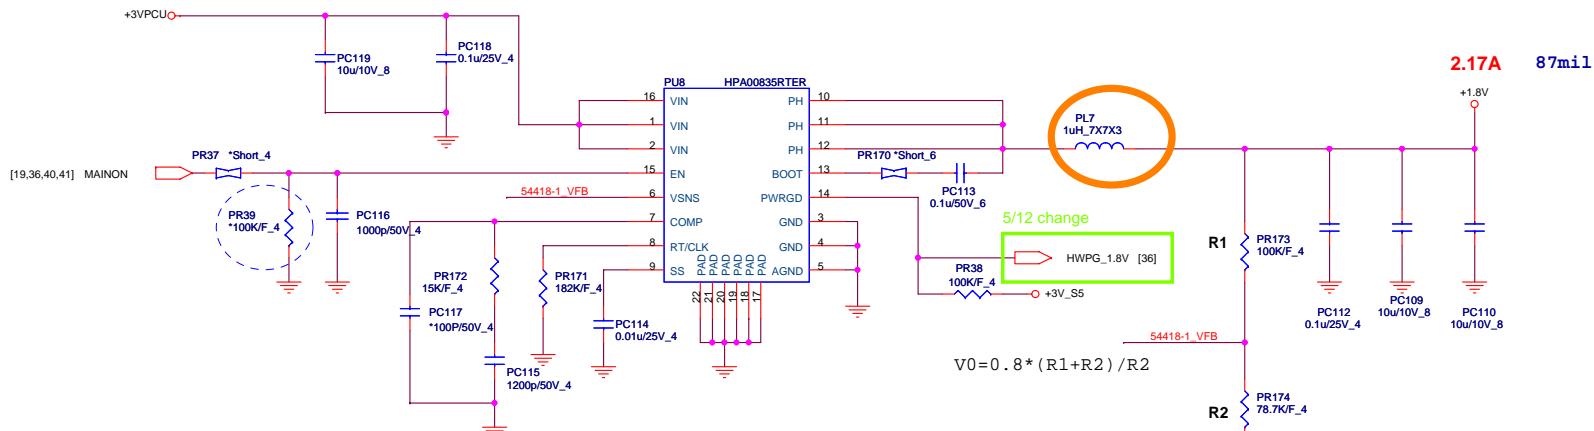 +3VPCU
PC119
10u/10V_8
PC118
0.1u/25V_4
2.17A
87mil
+1.8V
PU8
HPA00835RTER
16
VIN
1
VIN
2
VIN
15
EN
6
VSNS
7
COMP
8
RT/CLK
9
SS
PH
10
PH
11
PH
12
BOOT
13
PWRGD
14
GND
3
GND
4
AGND
5
PAD
PAD
PAD
PAD
PAD
PAD
22
21
20
19
18
17
PL7
1uH_7X7X3
PR37 *Short_4
[19,36,40,41] MAINON
PR39
*100K/F_4
PC116
1000p/50V_4
54418-1_VFB
PR170 *Short_6
PC113
0.1u/50V_6
5/12 change
HWPG_1.8V [36]
PR38
100K/F_4
+3V_S5
PR172
15K/F_4
PR171
182K/F_4
PC117
*100P/50V_4
PC114
0.01u/25V_4
PC115
1200p/50V_4
R1
PR173
100K/F_4
PC112
0.1u/25V_4
PC109
10u/10V_8
PC110
10u/10V_8
54418-1_VFB
V0=0.8*(R1+R2)/R2
R2
PR174
78.7K/F_4